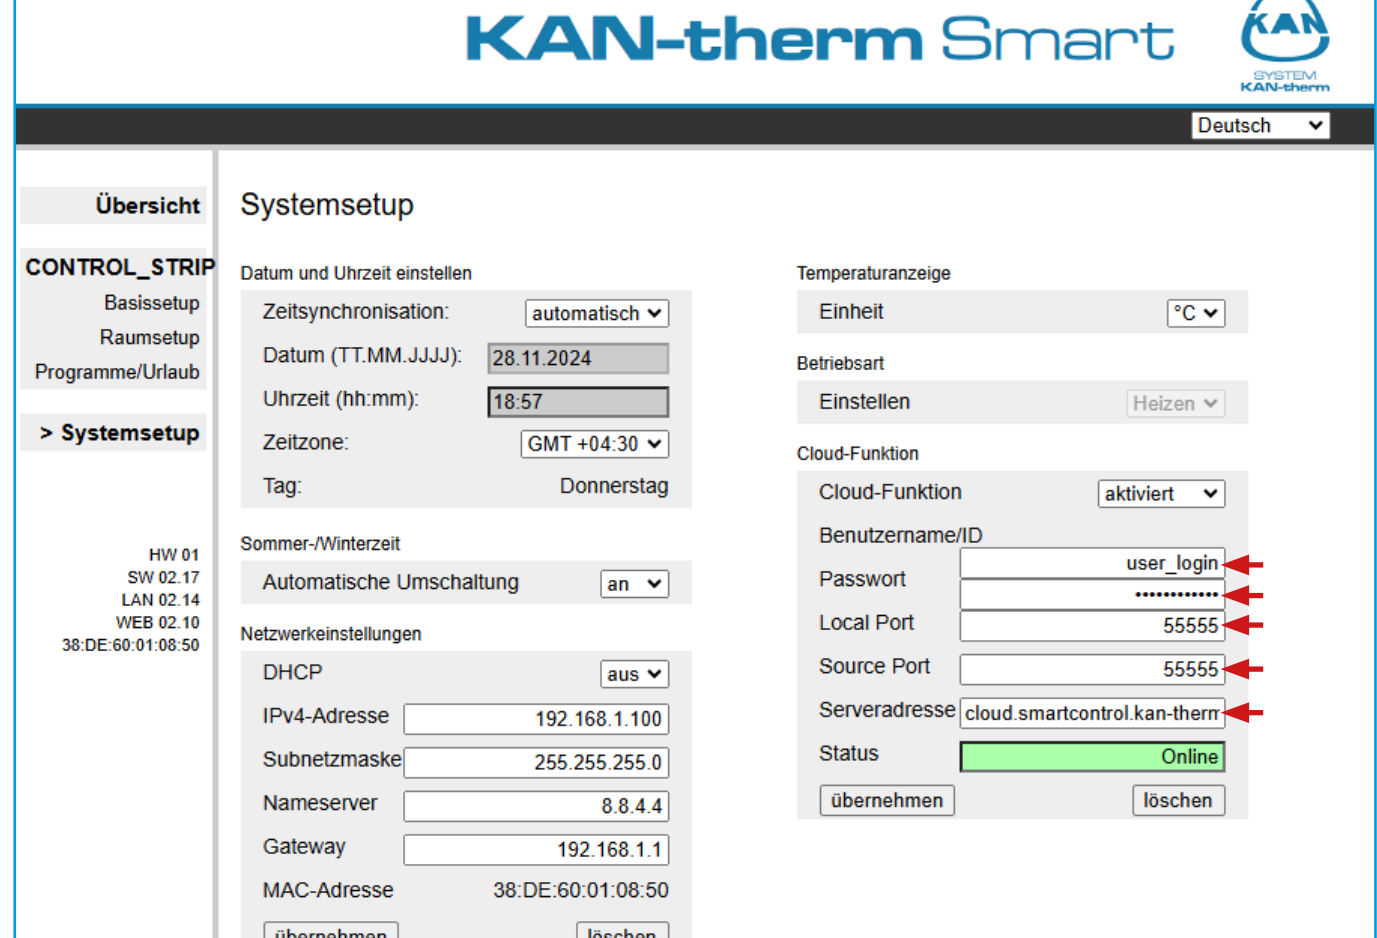 KAN-therm Smart
KAN
SYSTEM
KAN-therm
Deutsch
Übersicht
CONTROL_STRIP
Basissetup
Raumsetup
Programme/Urlaub
> Systemsetup
HW 01
SW 02.17
LAN 02.14
WEB 02.10
38:DE:60:01:08:50
Systemsetup
Datum und Uhrzeit einstellen
Zeitsynchronisation: automatisch
Datum (TT.MM.JJJJ): 28.11.2024
Uhrzeit (hh:mm): 18:57
Zeitzone: GMT +04:30
Tag: Donnerstag
Sommer-/Winterzeit
Automatische Umschaltung an
Netzwerkeinstellungen
DHCP aus
IPv4-Adresse 192.168.1.100
Subnetzmaske 255.255.255.0
Nameserver 8.8.4.4
Gateway 192.168.1.1
MAC-Adresse 38:DE:60:01:08:50
übernehmen löschen
Temperaturanzeige
Einheit °C
Betriebsart
Einstellen Heizen
Cloud-Funktion
Cloud-Funktion aktiviert
Benutzername/ID
user_login
Passwort ••••••••••••
Local Port 55555
Source Port 55555
Serveradresse cloud.smartcontrol.kan-therm
Status Online
übernehmen löschen